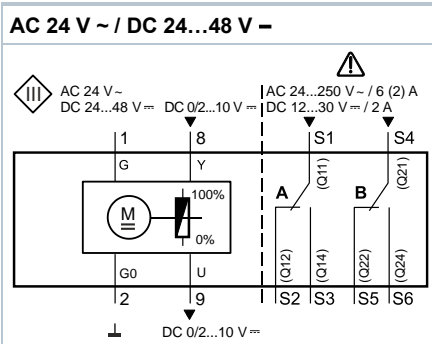 AC 24 V ~ / DC 24…48 V ⎓
III
AC 24 V ~
DC 24...48 V ⎓
DC 0/2...10 V ⎓
AC 24...250 V ~ / 6 (2) A
DC 12...30 V ⎓ / 2 A
1 8 S1 S4
G Y (Q11) (Q21)
100%
M
0%
A B
G0 U (Q12) (Q14) (Q22) (Q24)
2 9 S2 S3 S5 S6
DC 0/2...10 V ⎓